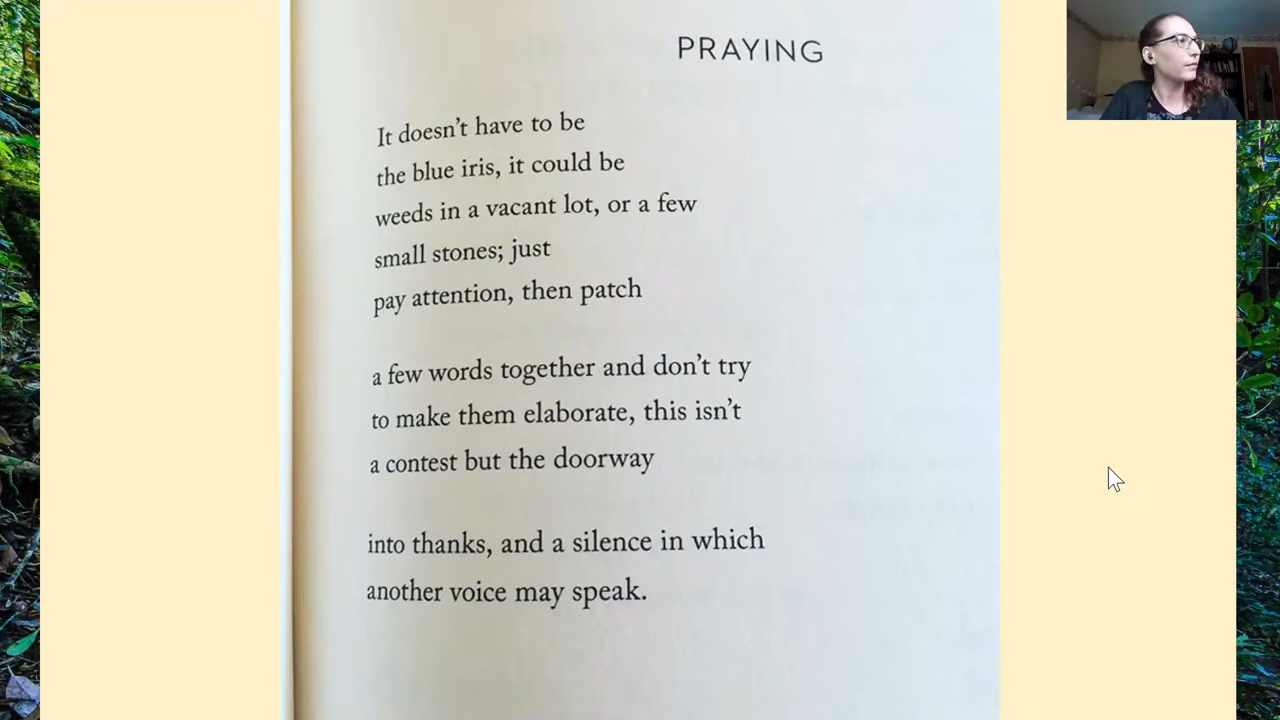 PRAYING
It doesn't have to be
the blue iris, it could be
weeds in a vacant lot, or a few
small stones; just
pay attention, then patch
a few words together and don't try
to make them elaborate, this isn't
a contest but the doorway
into thanks, and a silence in which
another voice may speak.